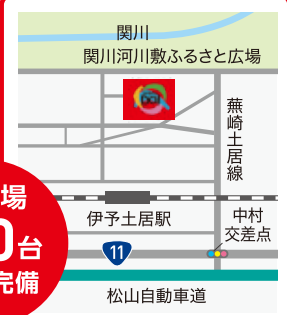 関川
関川河川敷ふるさと広場
蕪崎土居線
伊予土居駅
中村
交差点
11
松山自動車道
場
0台
完備